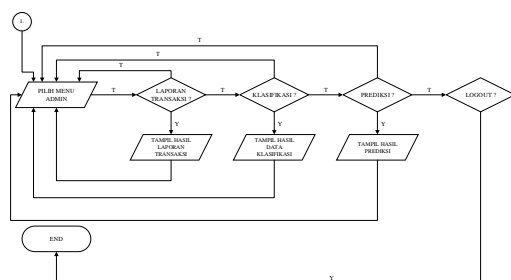 1.
T
T
T
PILIH MENU
ADMIN
T
LAPORAN
TRANSAKSI ?
T
KLASIFIKASI ?
T
PREDIKSI ?
T
LOGOUT ?
Y
Y
Y
TAMPIL HASIL
LAPORAN
TRANSAKSI
TAMPIL HASIL
DATA
KLASIFIKASI
TAMPIL HASIL
PREDIKSI
END
Y